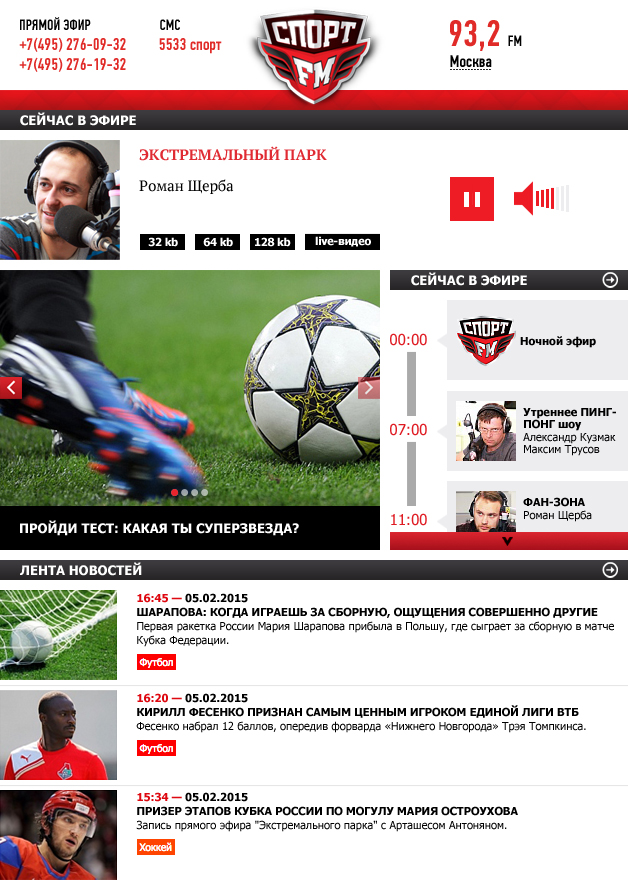 ПРЯМОЙ ЭФИР
+7(495) 276-09-32
+7(495) 276-19-32
СМС
5533 спорт
СПОРТ
FM
93,2 FM
Москва
СЕЙЧАС В ЭФИРЕ
ЭКСТРЕМАЛЬНЫЙ ПАРК
Роман Щерба
32 kb 64 kb 128 kb live-видео
ПРОЙДИ ТЕСТ: КАКАЯ ТЫ СУПЕРЗВЕЗДА?
СЕЙЧАС В ЭФИРЕ
00:00
СПОРТ
FM
Ночной эфир
07:00
Утреннее ПИНГ-
ПОНГ шоу
Александр Кузмак
Максим Трусов
11:00
ФАН-ЗОНА
Роман Щерба
ЛЕНТА НОВОСТЕЙ
16:45 — 05.02.2015
ШАРАПОВА: КОГДА ИГРАЕШЬ ЗА СБОРНУЮ, ОЩУЩЕНИЯ СОВЕРШЕННО ДРУГИЕ
Первая ракетка России Мария Шарапова прибыла в Польшу, где сыграет за сборную в матче
Кубка Федерации.
Футбол
16:20 — 05.02.2015
КИРИЛЛ ФЕСЕНКО ПРИЗНАН САМЫМ ЦЕННЫМ ИГРОКОМ ЕДИНОЙ ЛИГИ ВТБ
Фесенко набрал 12 баллов, опередив форварда «Нижнего Новгорода» Трэя Томпкинса.
Футбол
15:34 — 05.02.2015
ПРИЗЕР ЭТАПОВ КУБКА РОССИИ ПО МОГУЛУ МАРИЯ ОСТРОУХОВА
Запись прямого эфира "Экстремального парка" с Арташесом Антоняном.
Хоккей